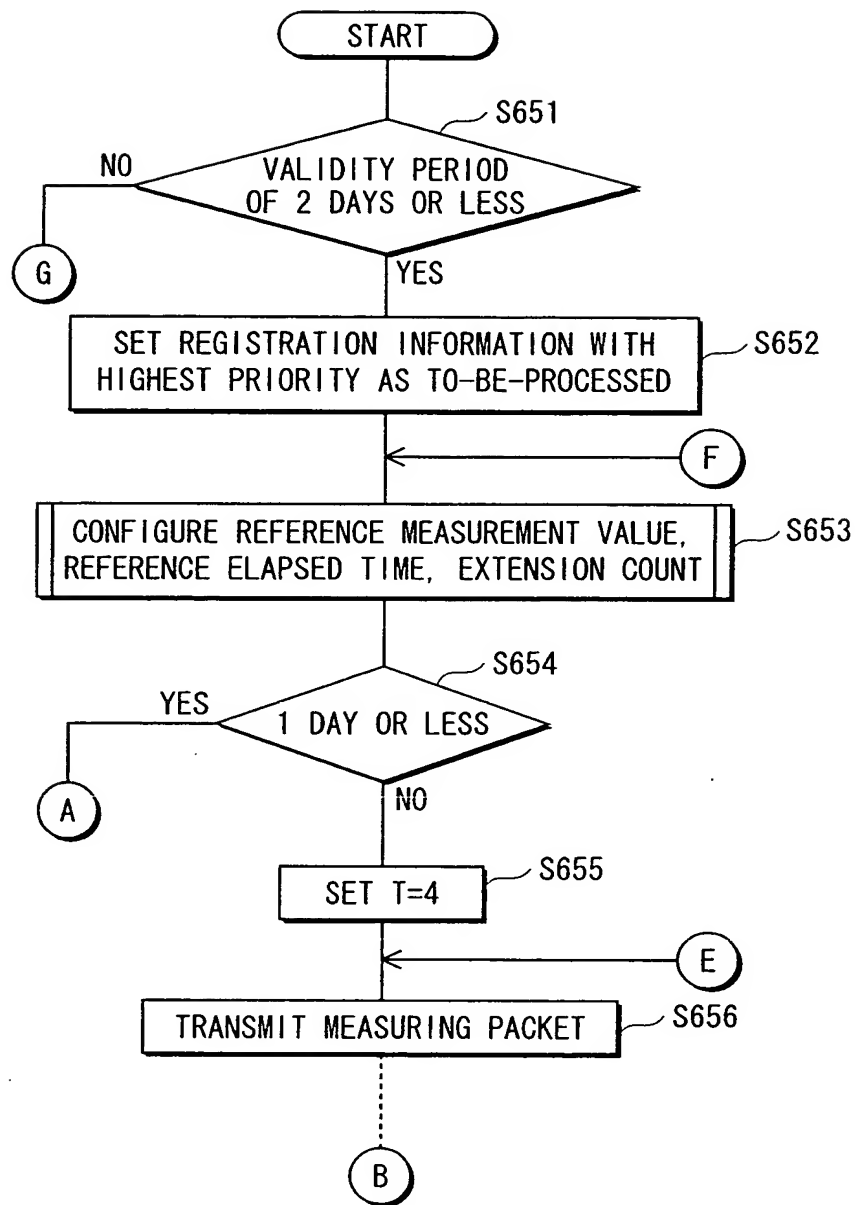 START
S651
NO
VALIDITY PERIOD
OF 2 DAYS OR LESS
G
YES
SET REGISTRATION INFORMATION WITH
HIGHEST PRIORITY AS TO-BE-PROCESSED
S652
F
CONFIGURE REFERENCE MEASUREMENT VALUE,
REFERENCE ELAPSED TIME, EXTENSION COUNT
S653
S654
YES
1 DAY OR LESS
A
NO
SET T=4
S655
E
TRANSMIT MEASURING PACKET
S656
B